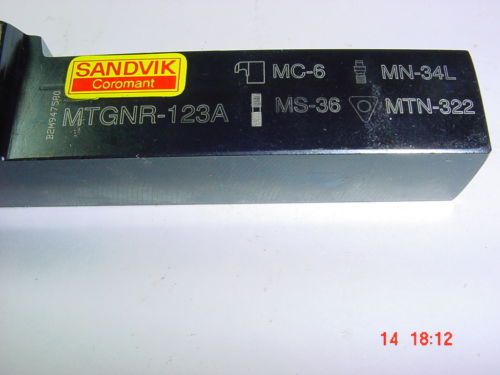 SANDVIK
Coromant
MTGNR-123A
MC-6
MN-34L
MS-36
MTN-322
14 18:12